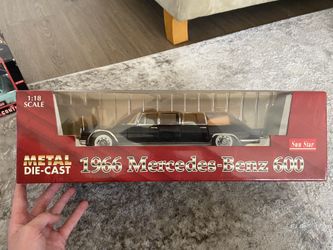 1:18
SCALE
METAL
DIE-CAST
1966 Mercedes-Benz 600
Sun Star